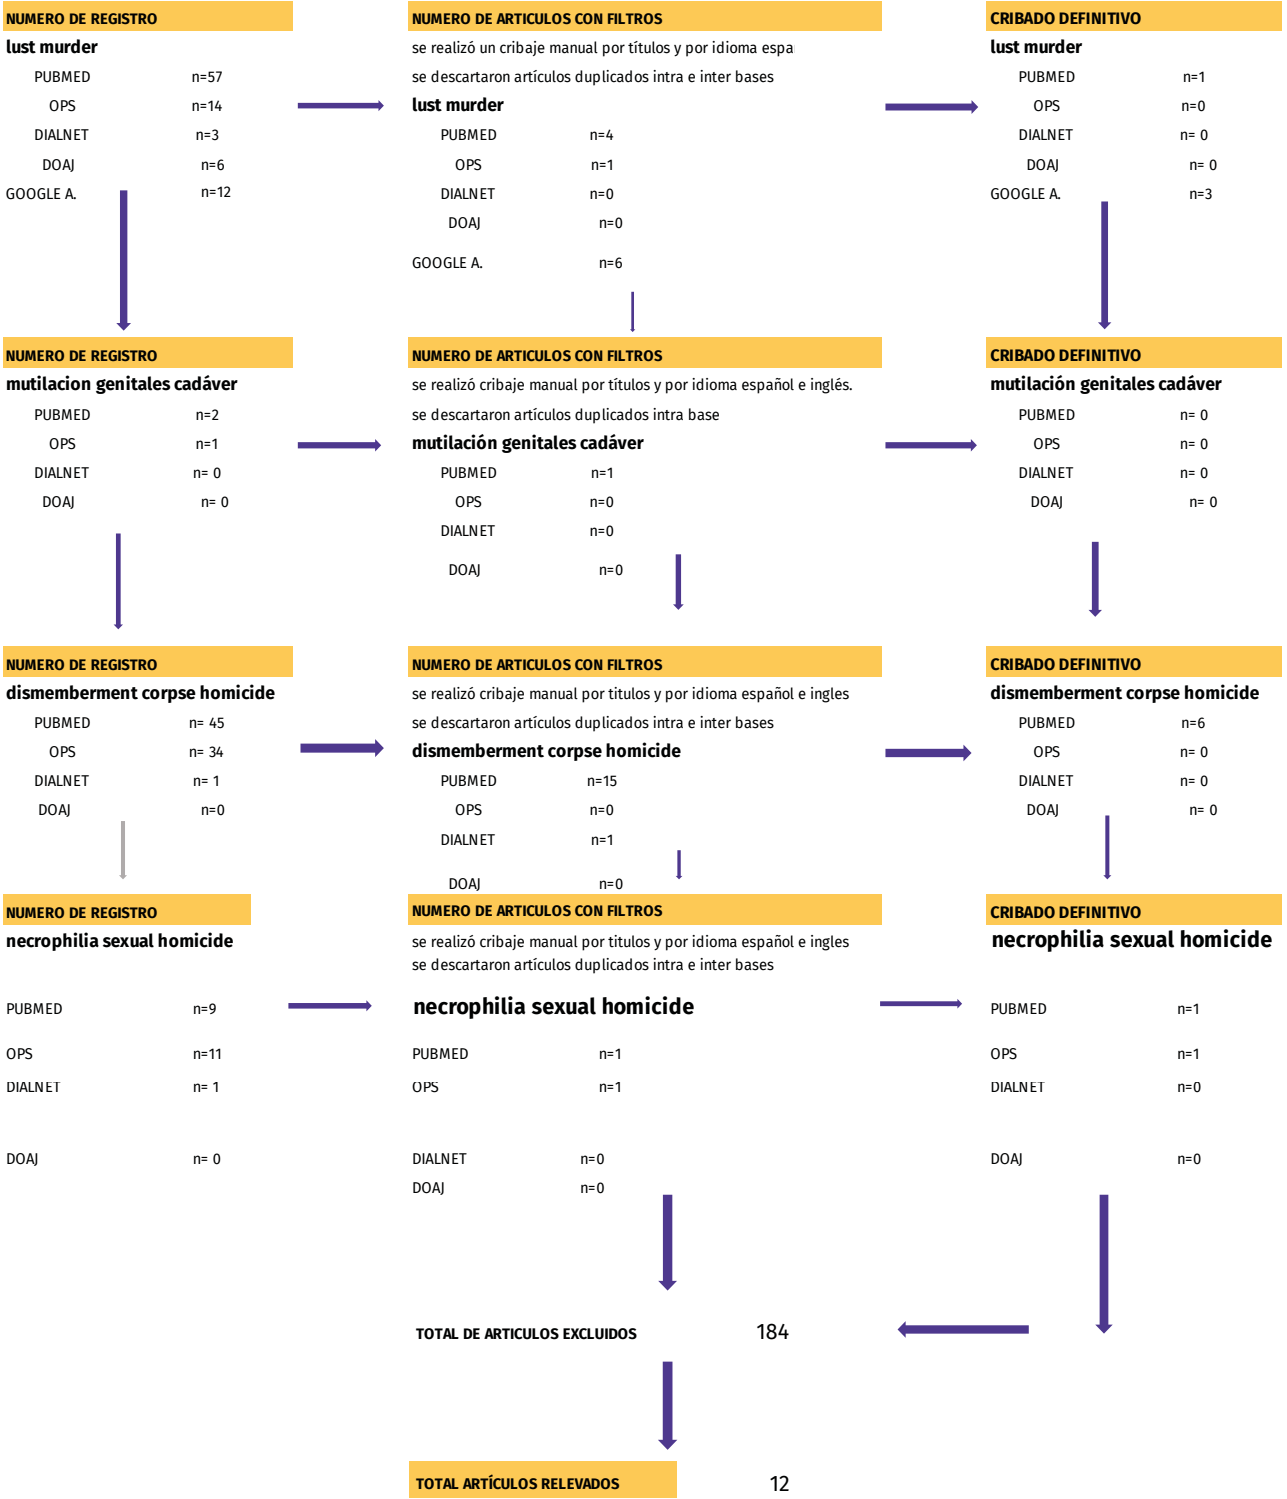 NUMERO DE REGISTRO
lust murder
PUBMED n=57
OPS n=14
DIALNET n=3
DOAJ n=6
GOOGLE A. n=12
NUMERO DE ARTICULOS CON FILTROS
se realizó un cribaje manual por títulos y por idioma espa
se descartaron artículos duplicados intra e inter bases
lust murder
PUBMED n=4
OPS n=1
DIALNET n=0
DOAJ n=0
GOOGLE A. n=6
CRIBADO DEFINITIVO
lust murder
PUBMED n=1
OPS n=0
DIALNET n= 0
DOAJ n= 0
GOOGLE A. n=3
NUMERO DE REGISTRO
mutilacion genitales cadáver
PUBMED n=2
OPS n=1
DIALNET n= 0
DOAJ n= 0
NUMERO DE ARTICULOS CON FILTROS
se realizó cribaje manual por títulos y por idioma español e inglés.
se descartaron artículos duplicados intra base
mutilación genitales cadáver
PUBMED n=1
OPS n=0
DIALNET n=0
DOAJ n=0
CRIBADO DEFINITIVO
mutilación genitales cadáver
PUBMED n= 0
OPS n= 0
DIALNET n= 0
DOAJ n= 0
NUMERO DE REGISTRO
dismemberment corpse homicide
PUBMED n= 45
OPS n= 34
DIALNET n= 1
DOAJ n=0
NUMERO DE ARTICULOS CON FILTROS
se realizó cribaje manual por titulos y por idioma español e ingles
se descartaron artículos duplicados intra e inter bases
dismemberment corpse homicide
PUBMED n=15
OPS n=0
DIALNET n=1
DOAJ n=0
CRIBADO DEFINITIVO
dismemberment corpse homicide
PUBMED n=6
OPS n= 0
DIALNET n= 0
DOAJ n= 0
NUMERO DE REGISTRO
necrophilia sexual homicide
PUBMED n=9
OPS n=11
DIALNET n= 1
DOAJ n= 0
NUMERO DE ARTICULOS CON FILTROS
se realizó cribaje manual por titulos y por idioma español e ingles
se descartaron artículos duplicados intra e inter bases
necrophilia sexual homicide
PUBMED n=1
OPS n=1
DIALNET n=0
DOAJ n=0
CRIBADO DEFINITIVO
necrophilia sexual homicide
PUBMED n=1
OPS n=1
DIALNET n=0
DOAJ n=0
TOTAL DE ARTICULOS EXCLUIDOS 184
TOTAL ARTÍCULOS RELEVADOS 12